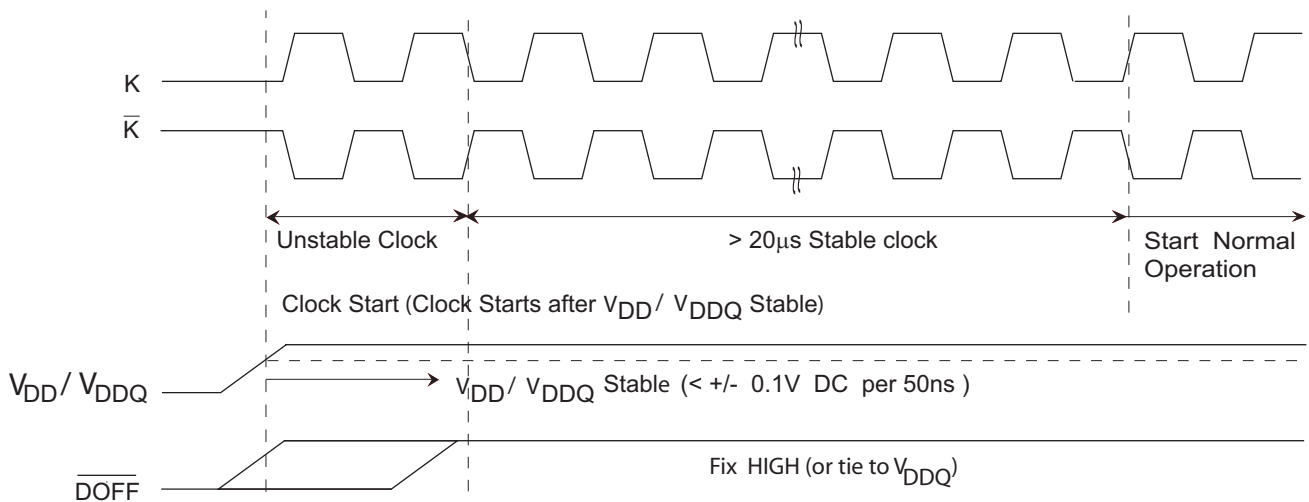 K
K̅
Unstable Clock
> 20μs Stable clock
Start Normal
Operation
Clock Start (Clock Starts after VDD / VDDQ Stable)
VDD / VDDQ
VDD / VDDQ Stable (< +/- 0.1V DC per 50ns )
Fix HIGH (or tie to VDDQ)
D̅O̅F̅F̅